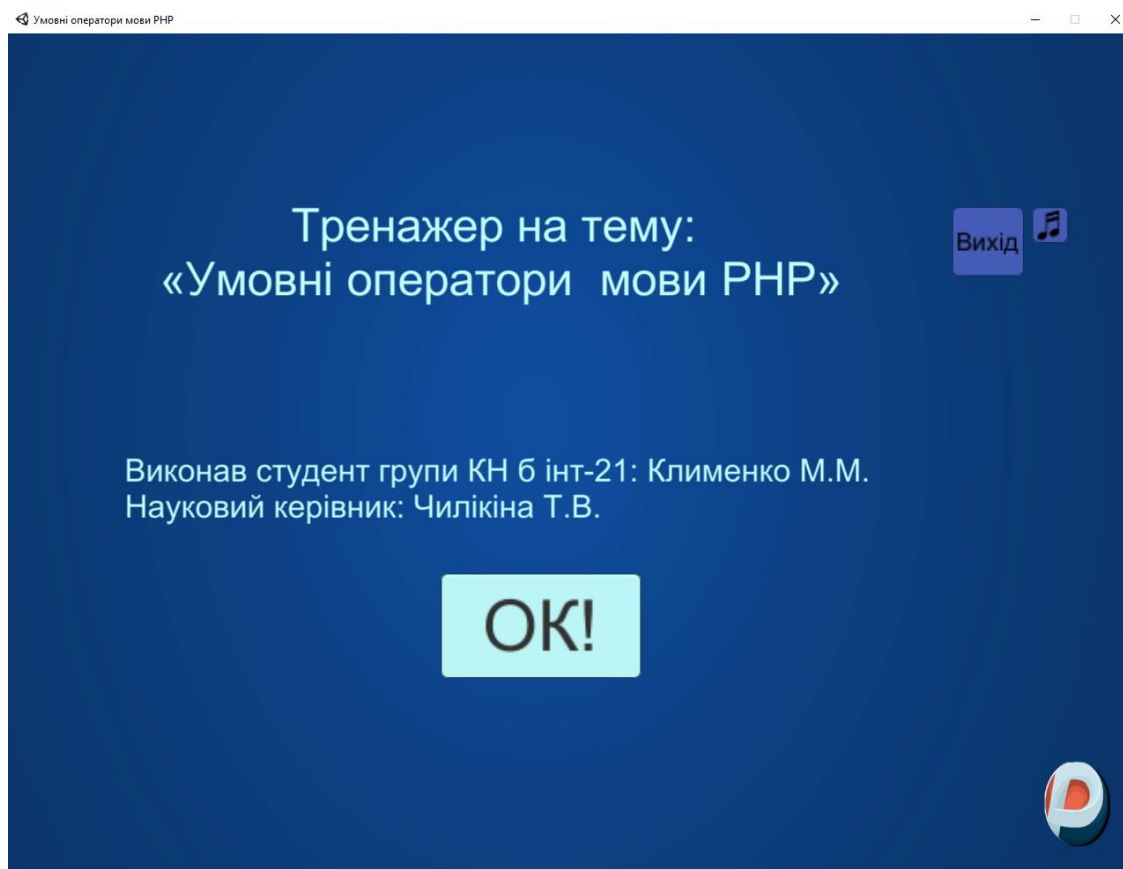 Умовні оператори мови PHP
Тренажер на тему:
«Умовні оператори мови PHP»
Вихід
Виконав студент групи КН б інт-21: Клименко М.М.
Науковий керівник: Чилікіна Т.В.
ОК!